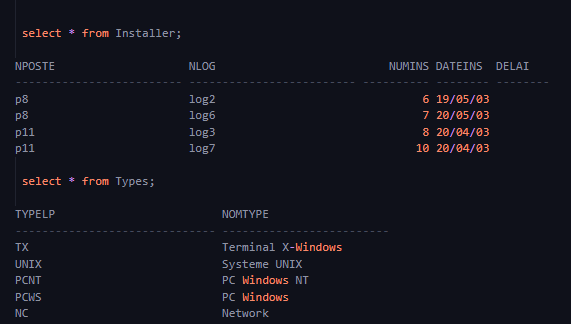 select * from Installer;
NPOSTE NLOG NUMINS DATEINS DELAI
------------------------- ------------------------- ---------- -------- --------
p8 log2 6 19/05/03
p8 log6 7 20/05/03
p11 log3 8 20/04/03
p11 log7 10 20/04/03
select * from Types;
TYPELP NOMTYPE
------------------------------ -------------------------
TX Terminal X-Windows
UNIX Systeme UNIX
PCNT PC Windows NT
PCWS PC Windows
NC Network